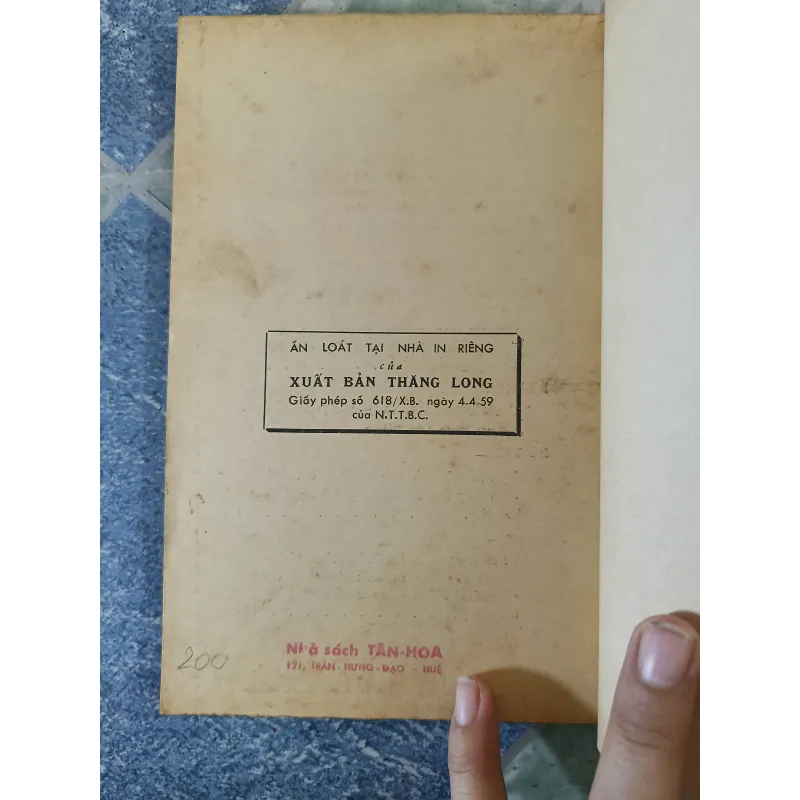 ẤN LOÁT TẠI NHÀ IN RIÊNG
của
XUẤT BẢN THĂNG LONG
Giấy phép số 618/X.B. ngày 4.4.59
của N.T.T.B.C.
Nhà sách TÂN-HOA
121, TRẦN-HƯNG-ĐẠO - HUẾ
200